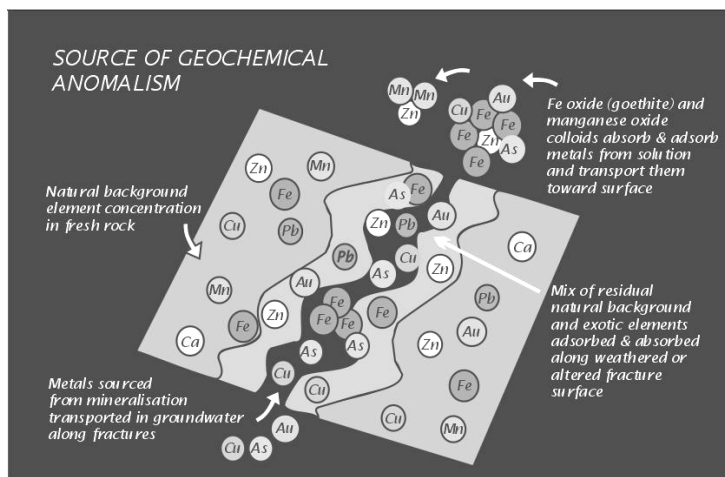 SOURCE OF GEOCHEMICAL
ANOMALISM
Mn
Mn
Zn
Au
Cu
Fe
Fe
Fe
Zn
As
Fe
Fe oxide (goethite) and
manganese oxide
colloids absorb & adsorb
metals from solution
and transport them
toward surface
Natural background
element concentration
in fresh rock
Zn
Mn
Fe
Cu
Pb
Mn
Fe
Ca
As
Fe
Zn
Pb
Au
Pb
Cu
As
Zn
Au
Zn
Fe
Fe
Fe
Fe
As
As
Cu
Cu
Ca
Pb
Au
Zn
Fe
Cu
Mn
Mix of residual
natural background
and exotic elements
adsorbed & absorbed
along weathered or
altered fracture
surface
Metals sourced
from mineralisation
transported in groundwater
along fractures
Au
Cu
As